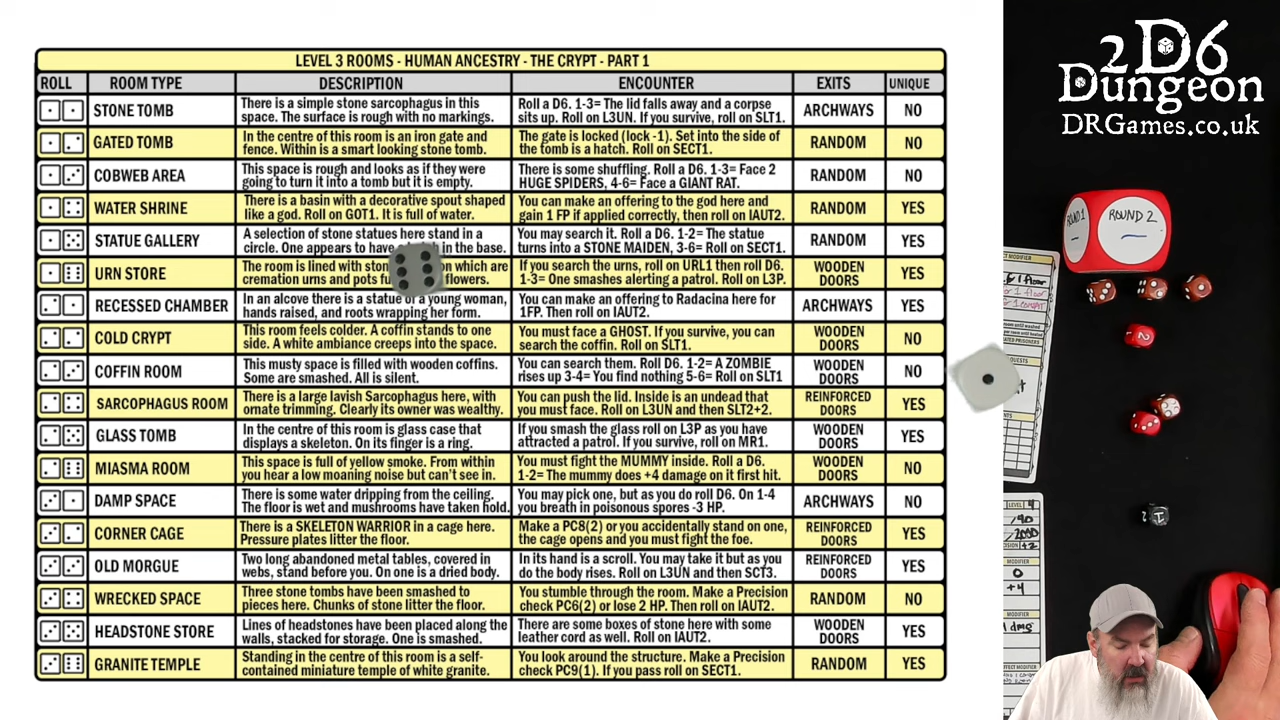 LEVEL 3 ROOMS - HUMAN ANCESTRY - THE CRYPT - PART 1
ROLL ROOM TYPE DESCRIPTION ENCOUNTER EXITS UNIQUE
STONE TOMB There is a simple stone sarcophagus in this Roll a D6. 1-3= The lid falls away and a corpse ARCHWAYS NO
space. The surface is rough with no markings. sits up. Roll on L3UN. If you survive, roll on SLT1.
GATED TOMB In the centre of this room is an iron gate and The gate is locked (lock -1). Set into the side of RANDOM NO
fence. Within is a smart looking stone tomb. the tomb is a hatch. Roll on SECT1.
COBWEB AREA This space is rough and looks as if they were There is some shuffling. Roll a D6. 1-3= Face 2 RANDOM NO
going to turn it into a tomb but it is empty. HUGE SPIDERS, 4-6= Face a GIANT RAT.
WATER SHRINE There is a basin with a decorative spout shaped You can make an offering to the god here and RANDOM YES
like a god. Roll on GOT1. It is full of water. gain 1 FP if applied correctly, then roll on IAUT2.
STATUE GALLERY A selection of stone statues here stand in a You may search it. Roll a D6. 1-2= The statue RANDOM YES
circle. One appears to have in the base. turns into a STONE MAIDEN, 3-6= Roll on SECT1.
URN STORE The room is lined with on which are If you search the urns, roll on URL1 then roll D6. WOODEN DOORS YES
cremation urns and pots flowers. 1-3= One smashes alerting a patrol. Roll on L3P.
RECESSED CHAMBER In an alcove there is a statue of a young woman, You can make an offering to Radacina here for ARCHWAYS YES
hands raised, and roots wrapping her form. 1FP. Then roll on IAUT2.
COLD CRYPT This room feels colder. A coffin stands to one You must face a GHOST. If you survive, you can WOODEN DOORS NO
side. A white ambiance creeps into the space. search the coffin. Roll on SLT1.
COFFIN ROOM This musty space is filled with wooden coffins. You can search them. Roll D6. 1-2= A ZOMBIE WOODEN DOORS NO
Some are smashed. All is silent. rises up 3-4= You find nothing 5-6= Roll on SLT1
SARCOPHAGUS ROOM There is a large lavish Sarcophagus here, with You can push the lid. Inside is an undead that REINFORCED DOORS YES
ornate trimming. Clearly its owner was wealthy. you must face. Roll on L3UN and then SLT2+2.
GLASS TOMB In the centre of this room is glass case that If you smash the glass roll on L3P as you have WOODEN DOORS YES
displays a skeleton. On its finger is a ring. attracted a patrol. If you survive, roll on MR1.
MIASMA ROOM This space is full of yellow smoke. From within You must fight the MUMMY inside. Roll a D6. WOODEN DOORS NO
you hear a low moaning noise but can't see in. 1-2= The mummy does +4 damage on it first hit.
DAMP SPACE There is some water dripping from the ceiling. You may pick one, but as you do roll D6. On 1-4 ARCHWAYS NO
The floor is wet and mushrooms have taken hold. you breath in poisonous spores -3 HP.
CORNER CAGE There is a SKELETON WARRIOR in a cage here. Make a PC8(2) or you accidentally stand on one, REINFORCED DOORS YES
Pressure plates litter the floor. the cage opens and you must fight the foe.
OLD MORGUE Two long abandoned metal tables, covered in In its hand is a scroll. You may take it but as you REINFORCED DOORS YES
webs, stand before you. On one is a dried body. do the body rises. Roll on L3UN and then SCT3.
WRECKED SPACE Three stone tombs have been smashed to You stumble through the room. Make a Precision RANDOM NO
pieces here. Chunks of stone litter the floor. check PC6(2) or lose 2 HP. Then roll on IAUT2.
HEADSTONE STORE Lines of headstones have been placed along the There are some boxes of stone here with some WOODEN DOORS YES
walls, stacked for storage. One is smashed. leather cord as well. Roll on IAUT2.
GRANITE TEMPLE Standing in the centre of this room is a self- You look around the structure. Make a Precision RANDOM YES
contained miniature temple of white granite. check PC9(1). If you pass roll on SECT1.
2D6
Dungeon
DRGames.co.uk
ROUND 1
ROUND 2
LEVEL 4
+4